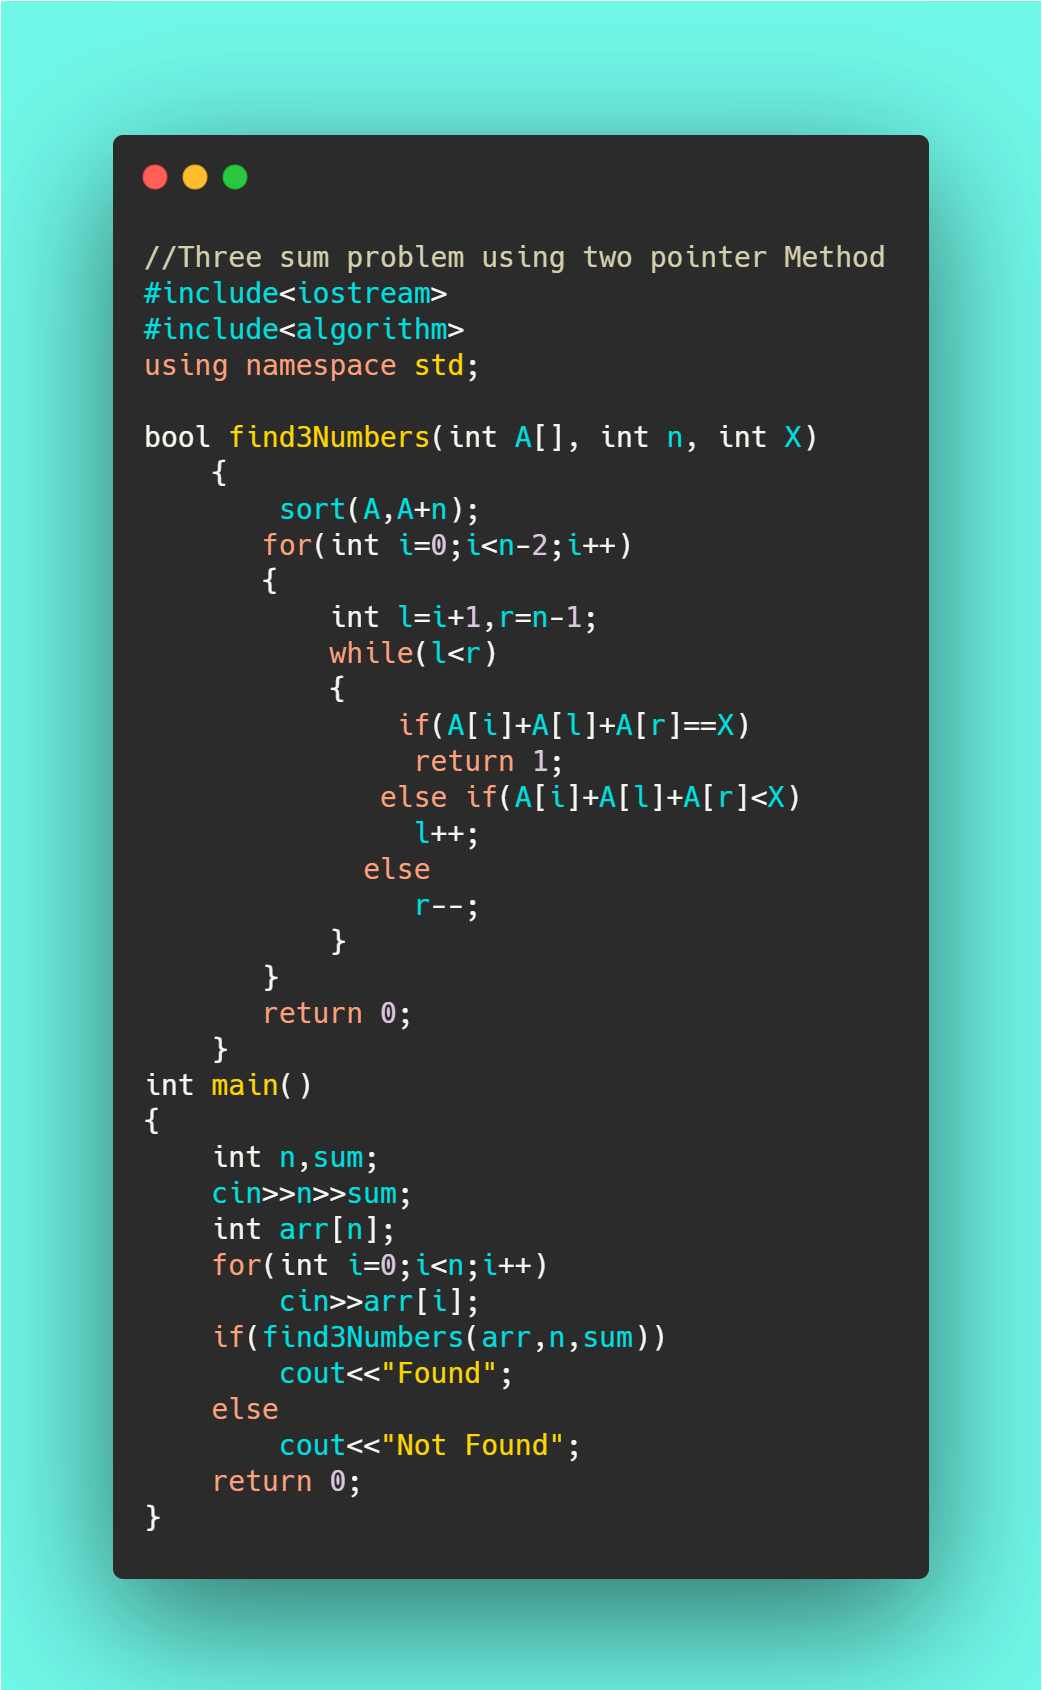 //Three sum problem using two pointer Method
#include<iostream>
#include<algorithm>
using namespace std;

bool find3Numbers(int A[], int n, int X)
    {
        sort(A,A+n);
       for(int i=0;i<n-2;i++)
       {
           int l=i+1,r=n-1;
           while(l<r)
           {
               if(A[i]+A[l]+A[r]==X)
                return 1;
              else if(A[i]+A[l]+A[r]<X)
                l++;
             else
                r--;
           }
       }
       return 0;
    }
int main()
{
    int n,sum;
    cin>>n>>sum;
    int arr[n];
    for(int i=0;i<n;i++)
        cin>>arr[i];
    if(find3Numbers(arr,n,sum))
        cout<<"Found";
    else
        cout<<"Not Found";
    return 0;
}